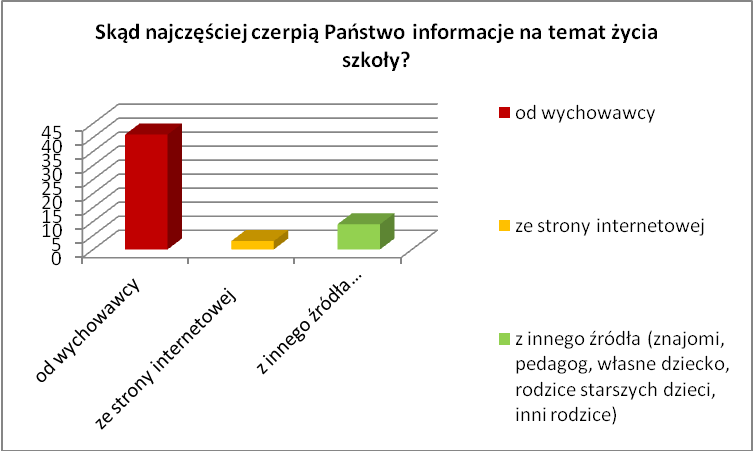 Skąd najczęściej czerpią Państwo informacje na temat życia
szkoły?
45
40
35
30
25
20
15
10
5
0
od wychowawcy
ze strony internetowej
z innego źródła...
od wychowawcy
ze strony internetowej
z innego źródła (znajomi,
pedagog, własne dziecko,
rodzice starszych dzieci,
inni rodzice)